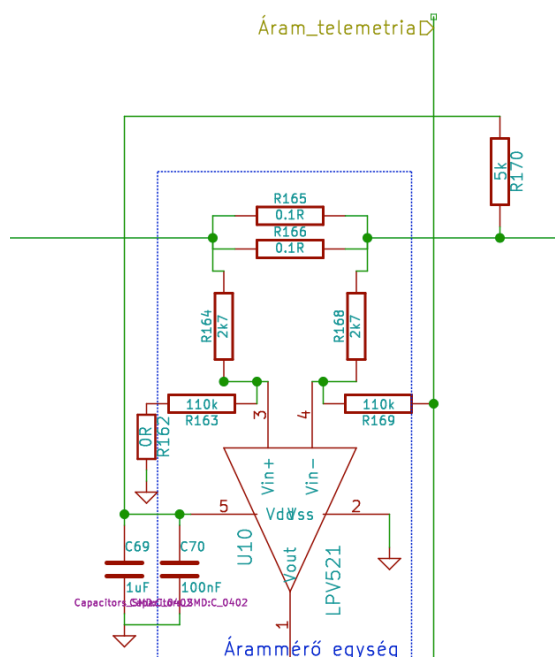 Áram_telemetria
5k
R170
R165
0.1R
R166
0.1R
R164
2k7
R168
2k7
110k
R163
110k
R169
0R
R162
3
4
Vin+
Vin-
5
Vdd
Vss
2
U10
Vout
LPV521
C69
1uF
C70
100nF
C_0402
1
Árammérő egység